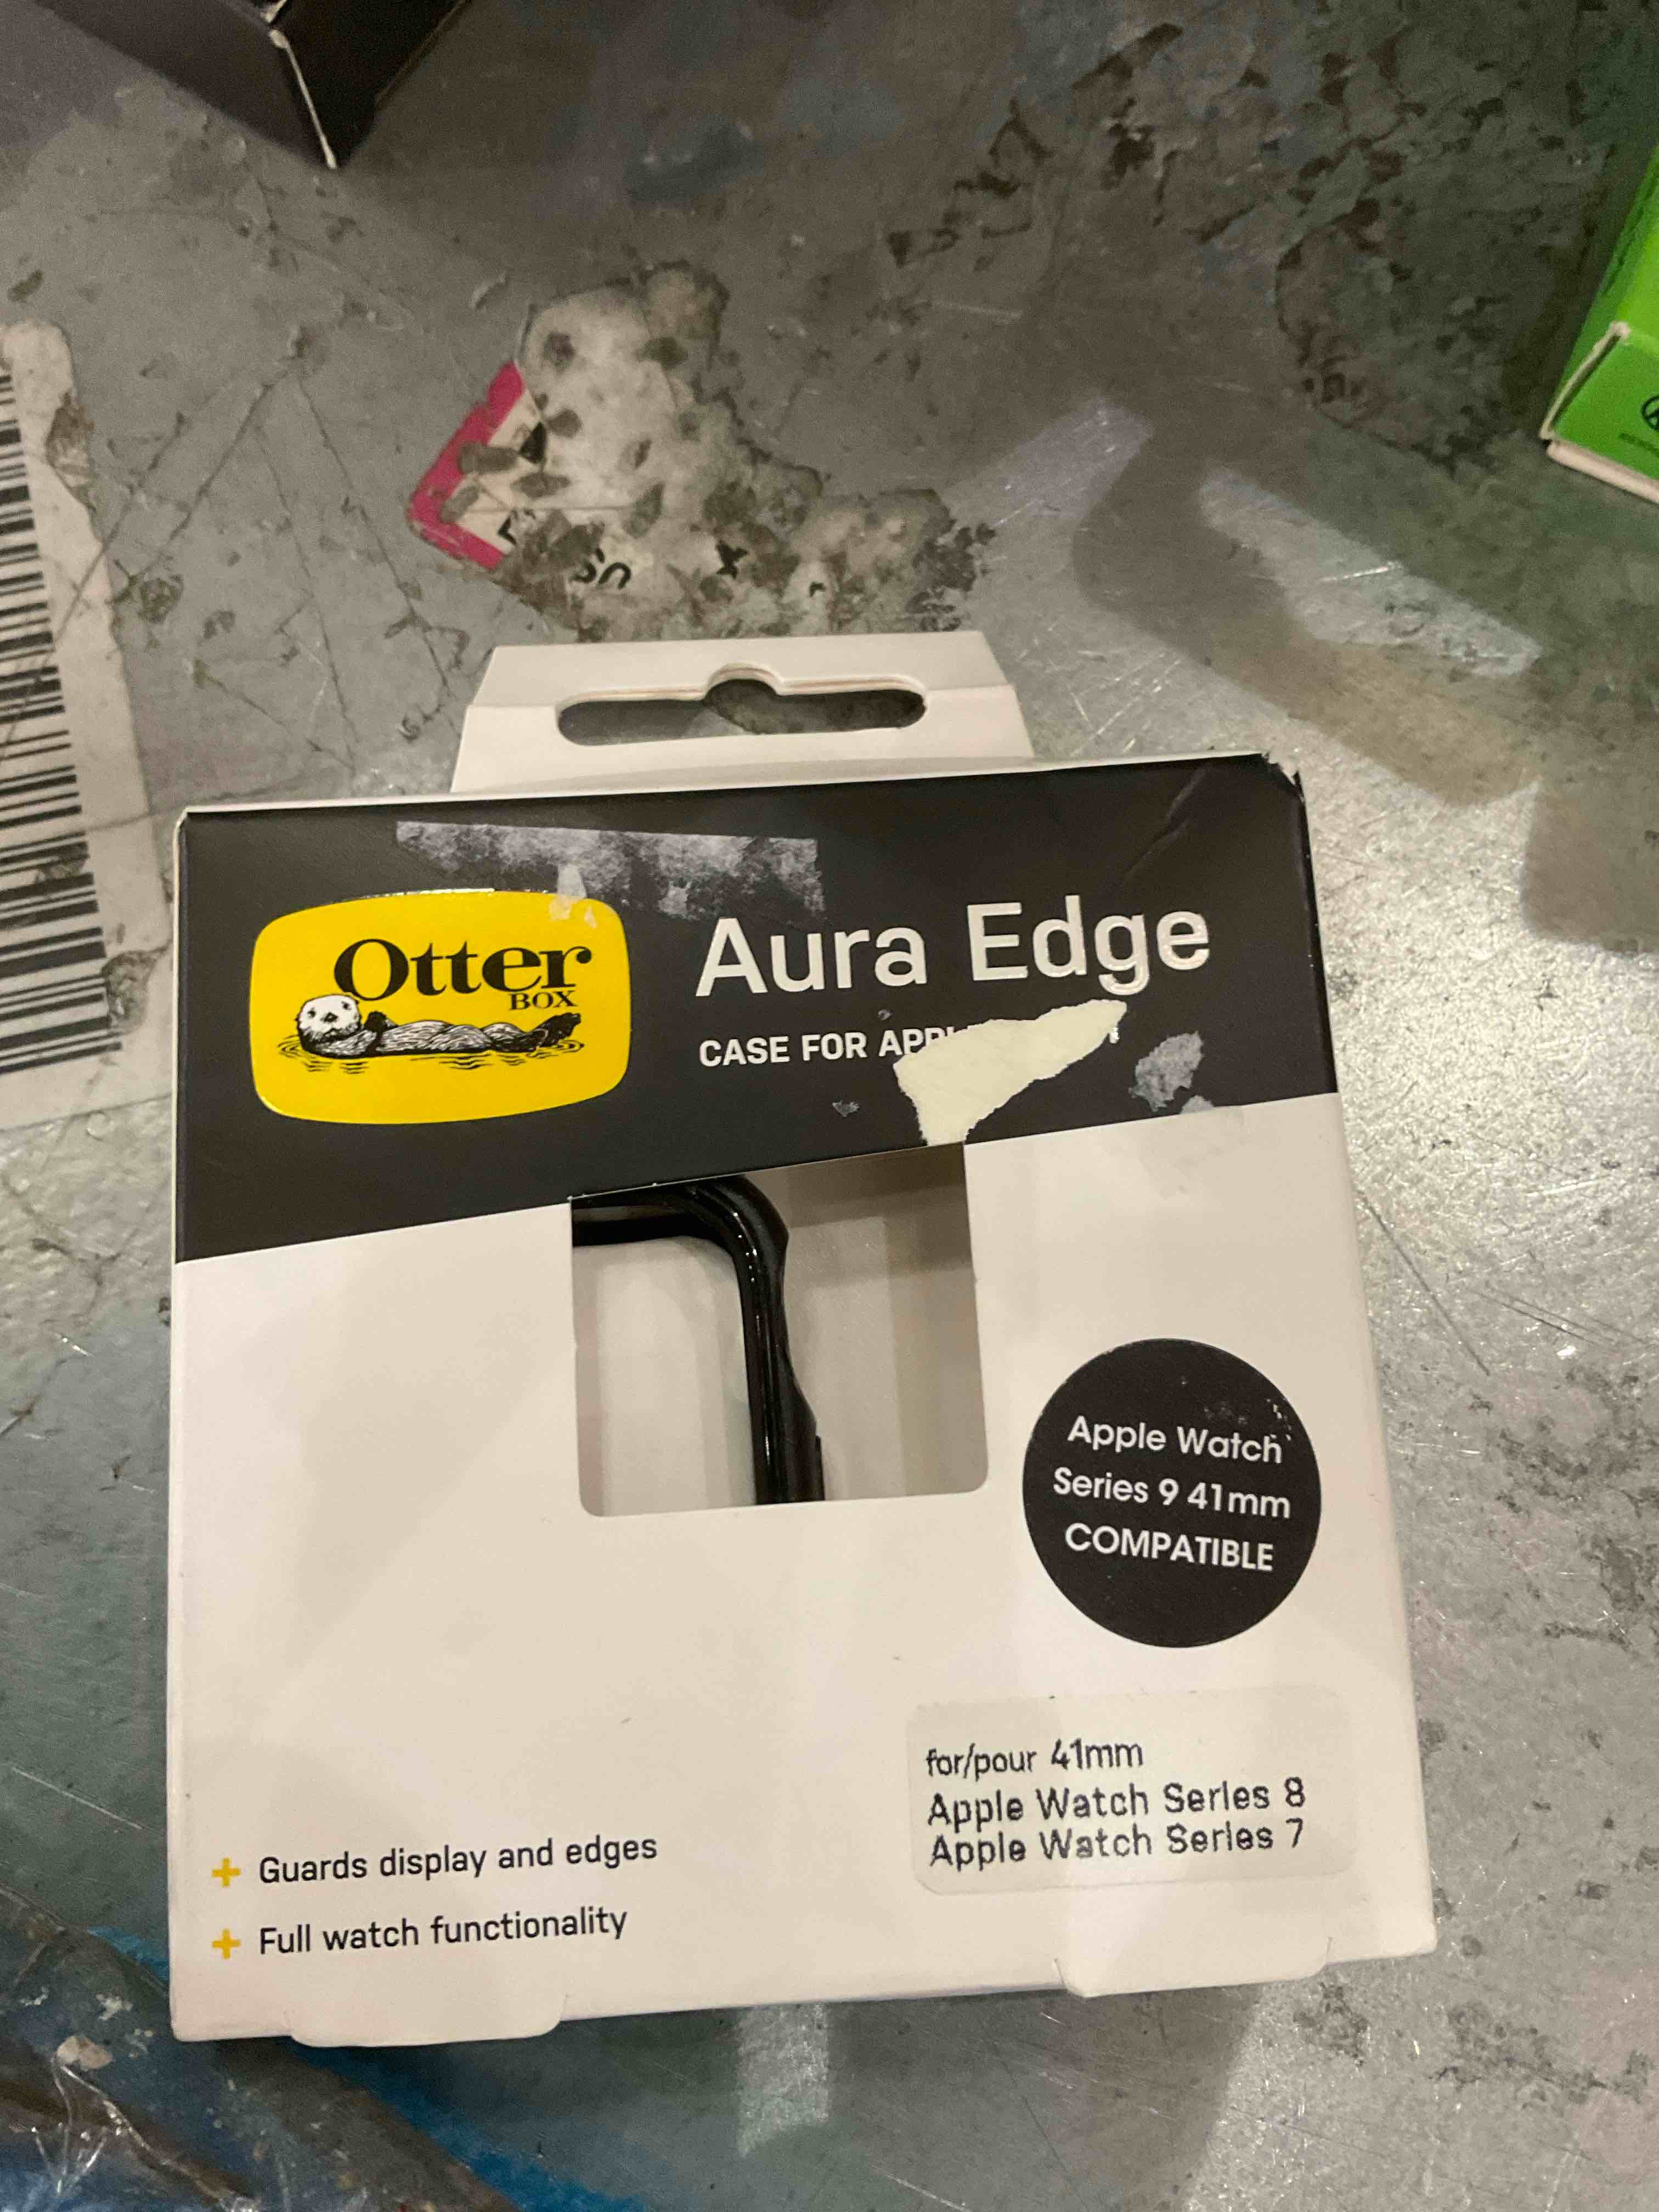 Otter
BOX
Aura Edge
CASE FOR
Apple Watch
Series 9 41mm
COMPATIBLE
for/pour 41mm
Apple Watch Series 8
Apple Watch Series 7
+ Guards display and edges
+ Full watch functionality